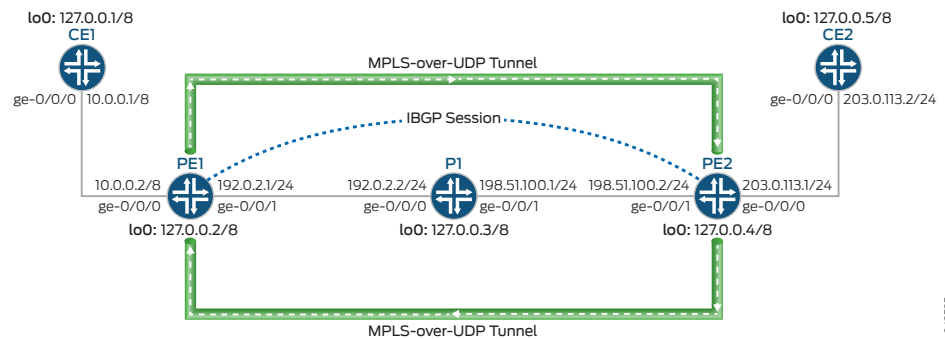 lo0: 127.0.0.1/8
CE1
ge-0/0/0 10.0.0.1/8
lo0: 127.0.0.5/8
CE2
ge-0/0/0 203.0.113.2/24
MPLS-over-UDP Tunnel
IBGP Session
PE1
10.0.0.2/8
ge-0/0/0
192.0.2.1/24
ge-0/0/1
lo0: 127.0.0.2/8
P1
192.0.2.2/24
ge-0/0/0
198.51.100.1/24
ge-0/0/1
lo0: 127.0.0.3/8
PE2
198.51.100.2/24
ge-0/0/1
203.0.113.1/24
ge-0/0/0
lo0: 127.0.0.4/8
MPLS-over-UDP Tunnel